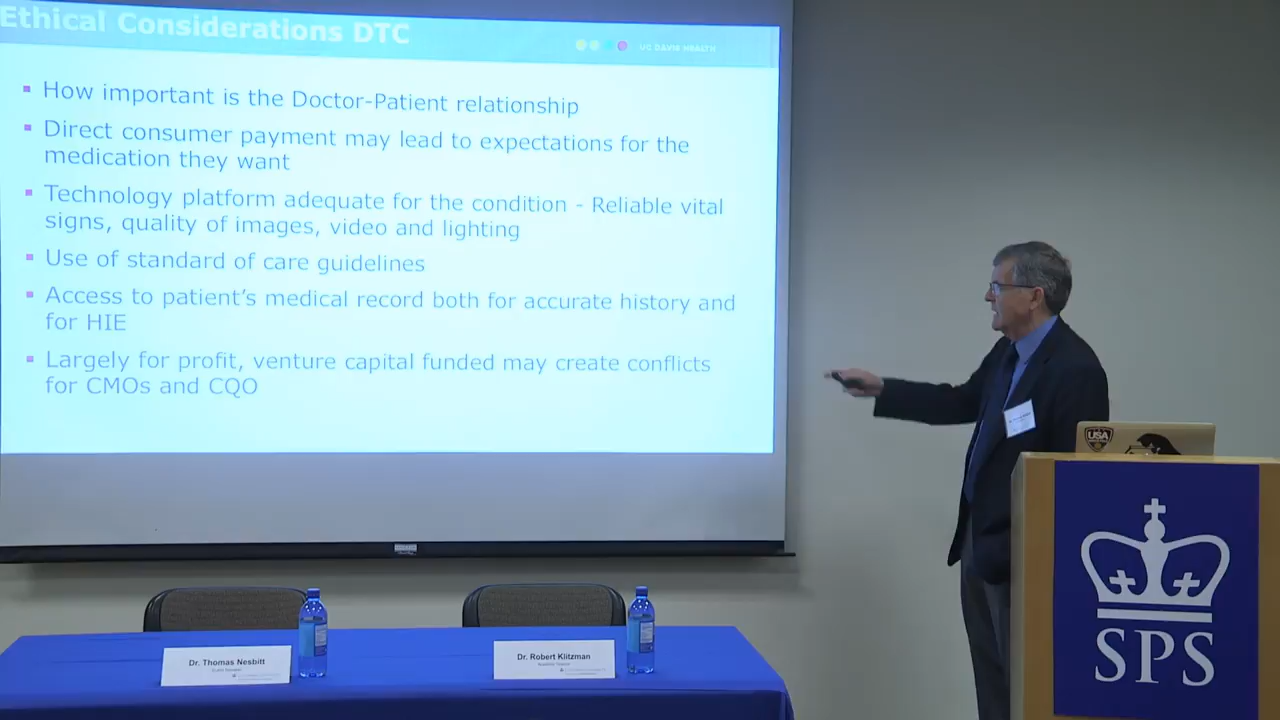 Ethical Considerations DTC
UC DAVIS HEALTH
How important is the Doctor-Patient relationship
Direct consumer payment may lead to expectations for the
medication they want
Technology platform adequate for the condition - Reliable vital
signs, quality of images, video and lighting
Use of standard of care guidelines
Access to patient's medical record both for accurate history and
for HIE
Largely for profit, venture capital funded may create conflicts
for CMOs and CQO
USA
Dr. Thomas Nesbitt
Dr. Robert Klitzman
SPS